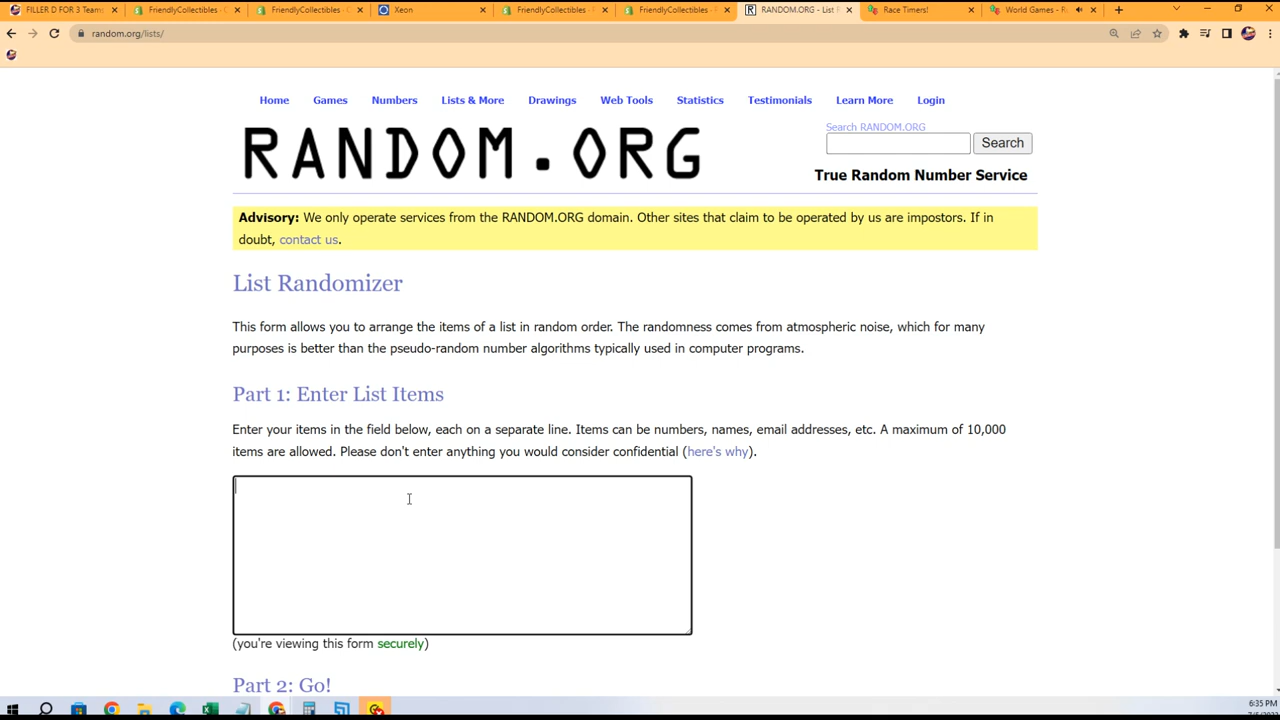 FILLER D FOR 3 Team:
FriendlyCollectibles - C
FriendlyCollectibles - C
Xeon
FriendlyCollectibles - F
FriendlyCollectibles - F
RANDOM.ORG - List R
Race Timers!
World Games - R
random.org/lists/
Home Games Numbers Lists & More Drawings Web Tools Statistics Testimonials Learn More Login
RANDOM.ORG
Search RANDOM.ORG
Search
True Random Number Service
Advisory: We only operate services from the RANDOM.ORG domain. Other sites that claim to be operated by us are impostors. If in
doubt, contact us.
List Randomizer
This form allows you to arrange the items of a list in random order. The randomness comes from atmospheric noise, which for many
purposes is better than the pseudo-random number algorithms typically used in computer programs.
Part 1: Enter List Items
Enter your items in the field below, each on a separate line. Items can be numbers, names, email addresses, etc. A maximum of 10,000
items are allowed. Please don't enter anything you would consider confidential (here's why).
(you're viewing this form securely)
Part 2: Go!
6:35 PM